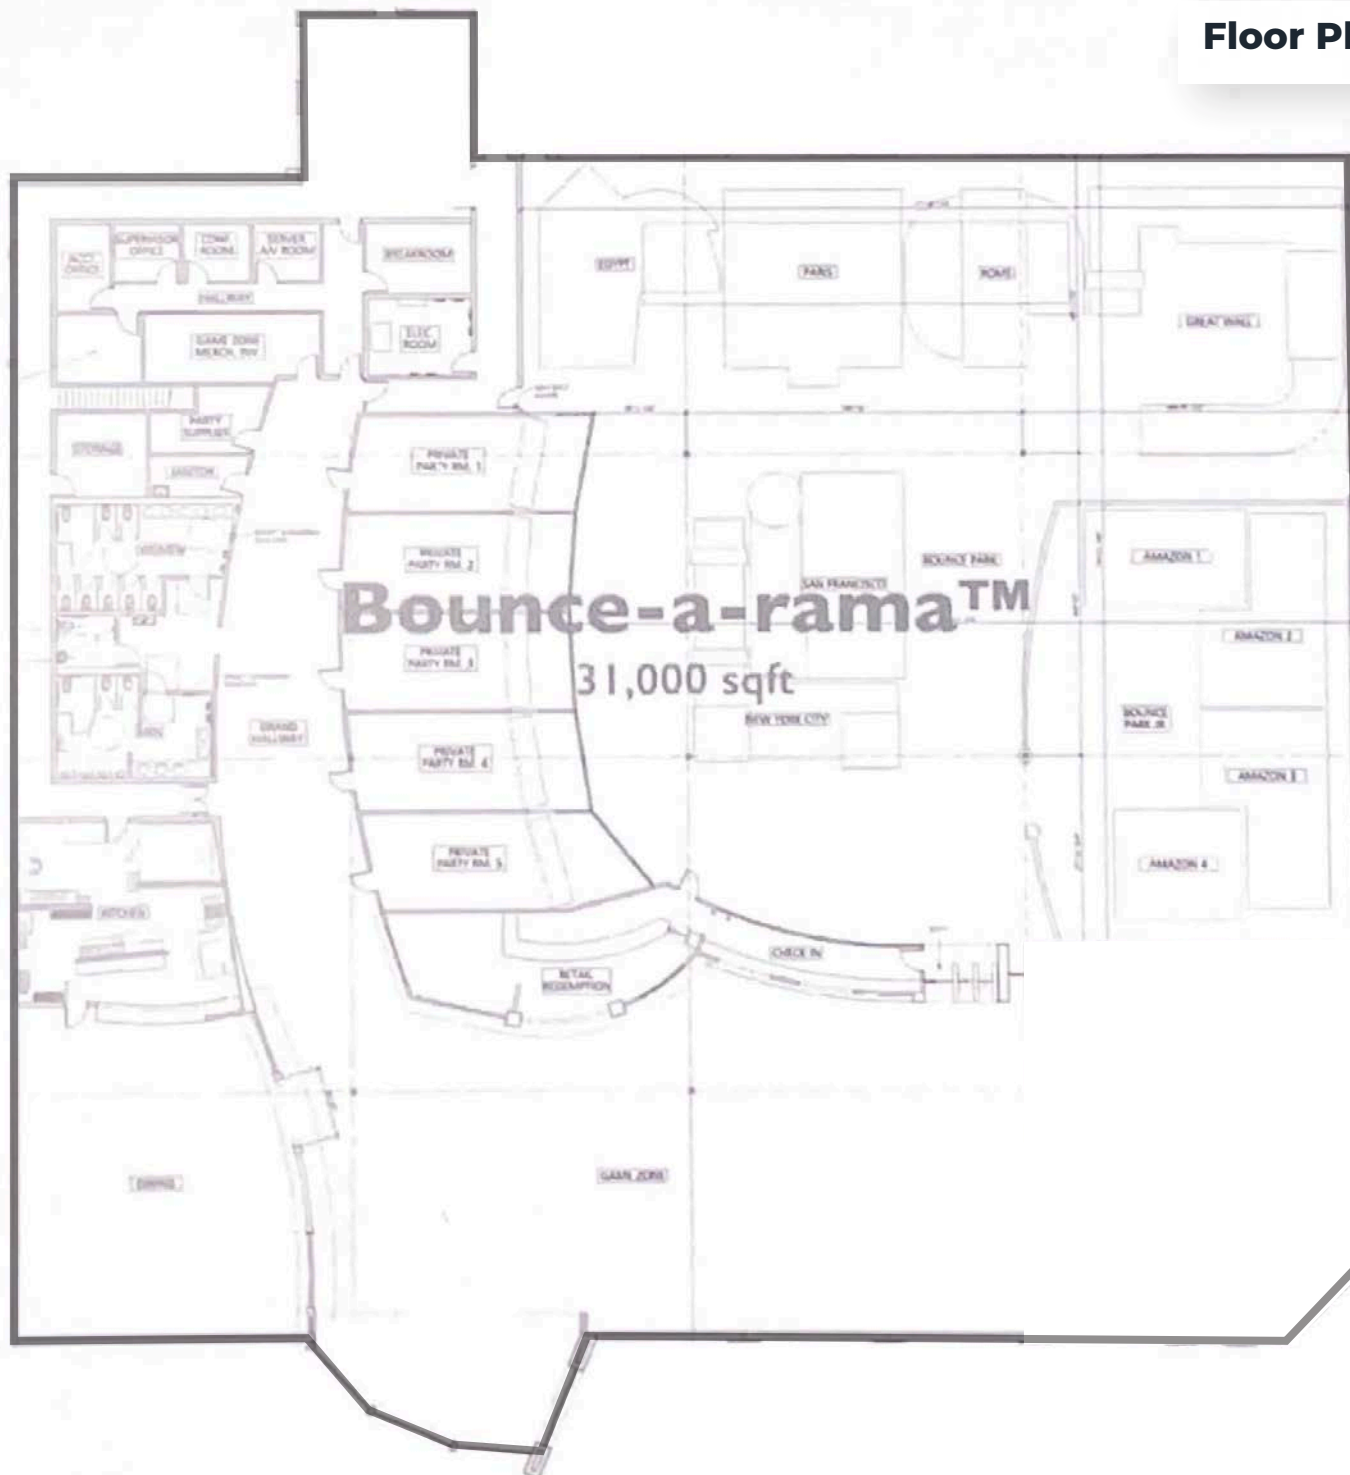 Floor Pl
SUPERVISOR
OFFICE
CONF.
ROOM
SERVER
A/V ROOM
BREAKROOM
ACCT.
OFFICE
HALLWAY
GAME ZONE
ELEC
ROOM
EGYPT
PARIS
ROME
GREAT WALL
PARTY
SUPPLIES
STORAGE
JANITOR
PRIVATE
PARTY RM. 1
WOMEN
PRIVATE
PARTY RM. 2
SAN FRANCISCO
BOUNCE PARK
AMAZON 1
Bounce-a-rama™
31,000 sqft
AMAZON 2
PRIVATE
PARTY RM. 3
NEW YORK CITY
BOUNCE
PARK JR.
GRAND
HALLWAY
MEN
PRIVATE
PARTY RM. 4
AMAZON 3
PRIVATE
PARTY RM. 5
AMAZON 4
KITCHEN
CHECK IN
RETAIL
REDEMPTION
DINING
GAME ZONE